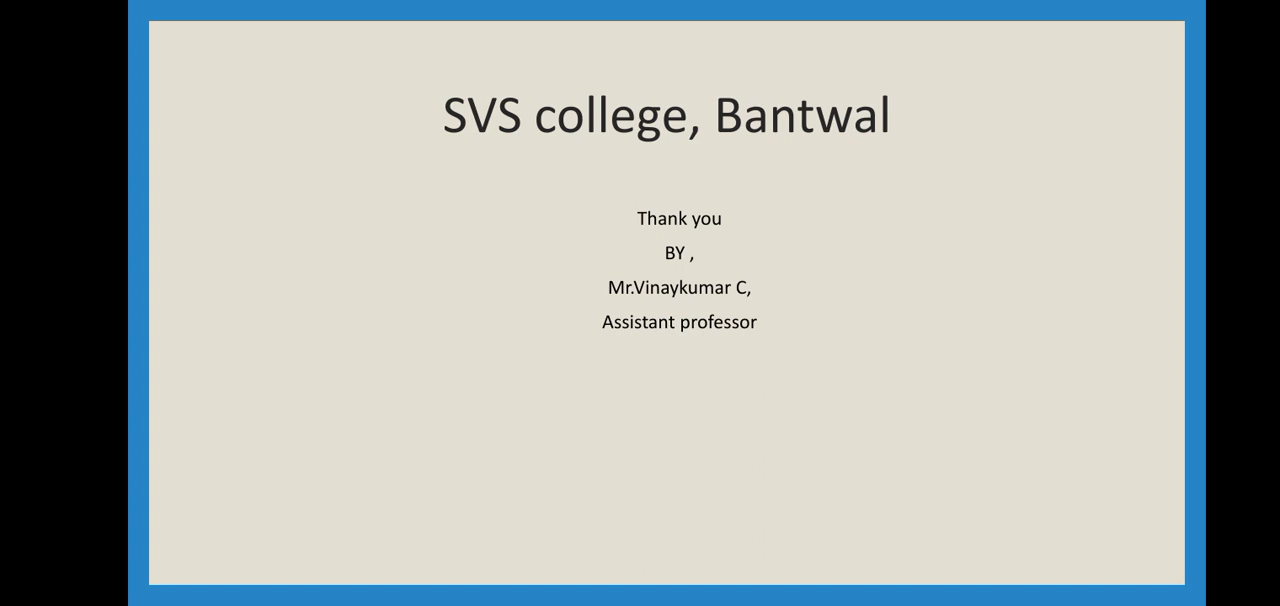 SVS college, Bantwal
Thank you
BY ,
Mr.Vinaykumar C,
Assistant professor